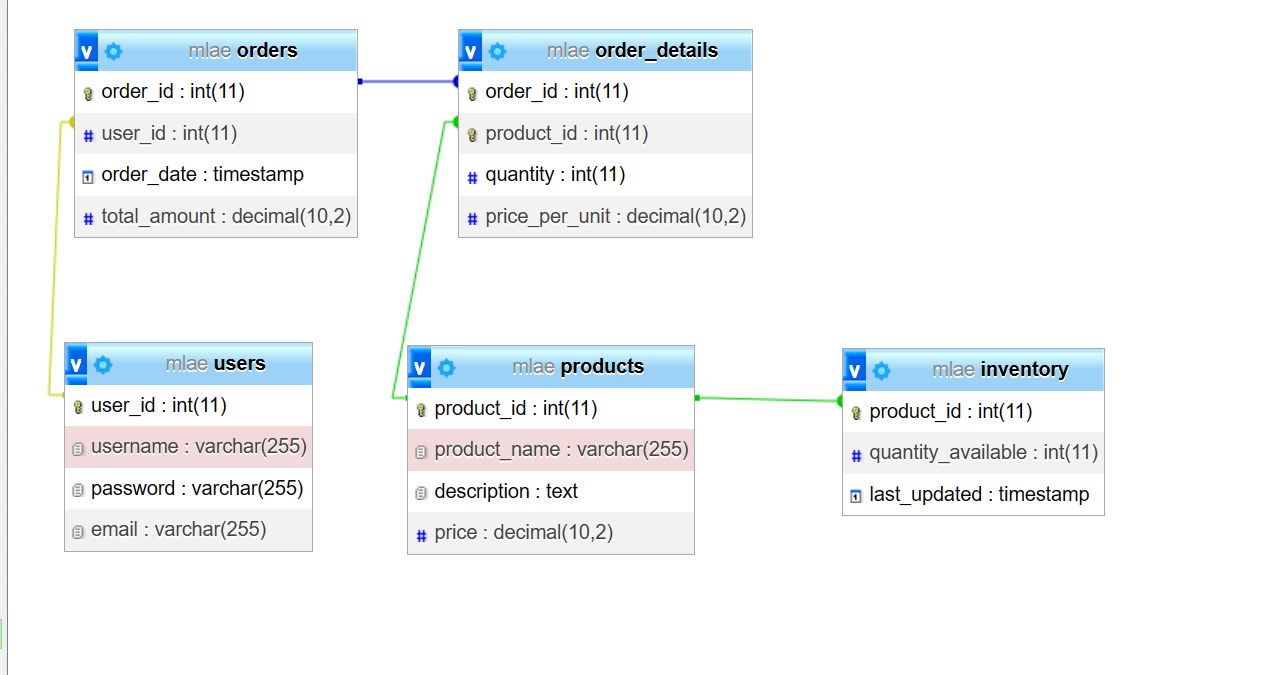 v mlae orders
order_id : int(11)
# user_id : int(11)
1 order_date : timestamp
# total_amount : decimal(10,2)
v mlae order_details
order_id : int(11)
product_id : int(11)
# quantity : int(11)
# price_per_unit : decimal(10,2)
v mlae users
user_id : int(11)
username : varchar(255)
password : varchar(255)
email : varchar(255)
v mlae products
product_id : int(11)
product_name : varchar(255)
description : text
# price : decimal(10,2)
v mlae inventory
product_id : int(11)
# quantity_available : int(11)
1 last_updated : timestamp